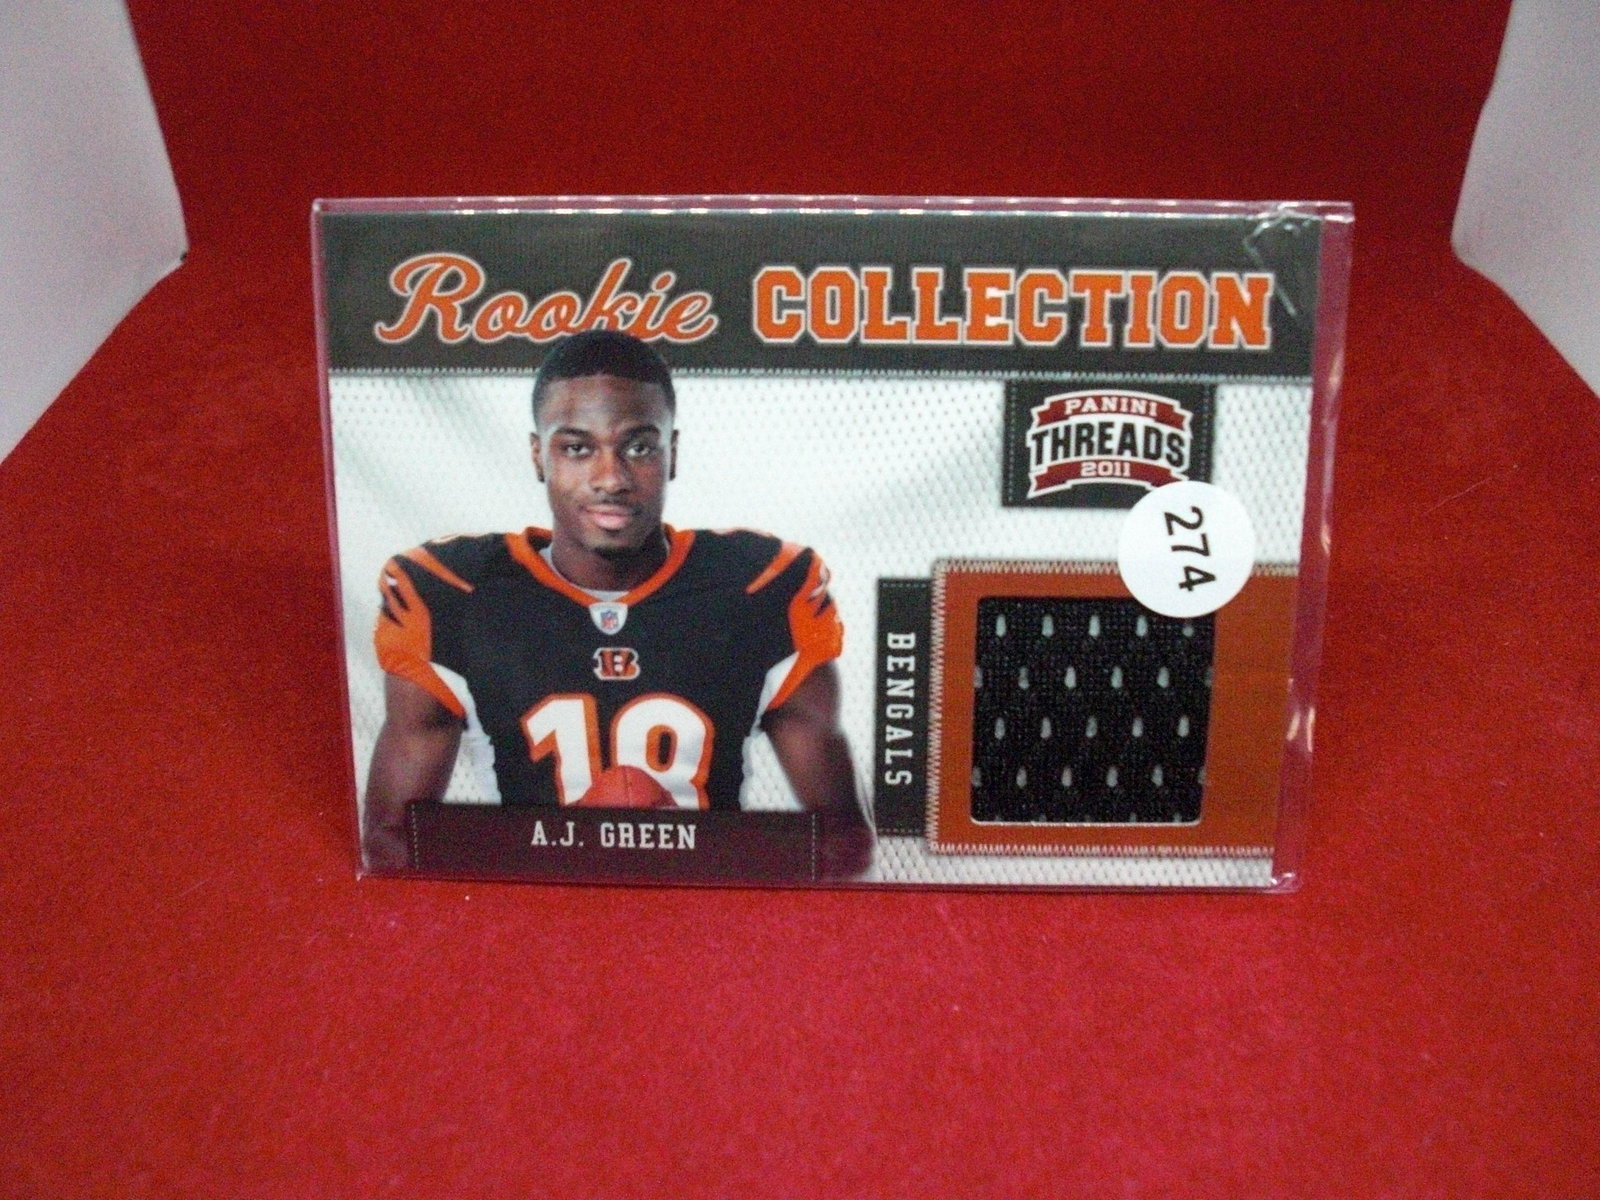 Rookie COLLECTION
PANINI
THREADS
2011
274
BENGALS
B
18
A.J. GREEN